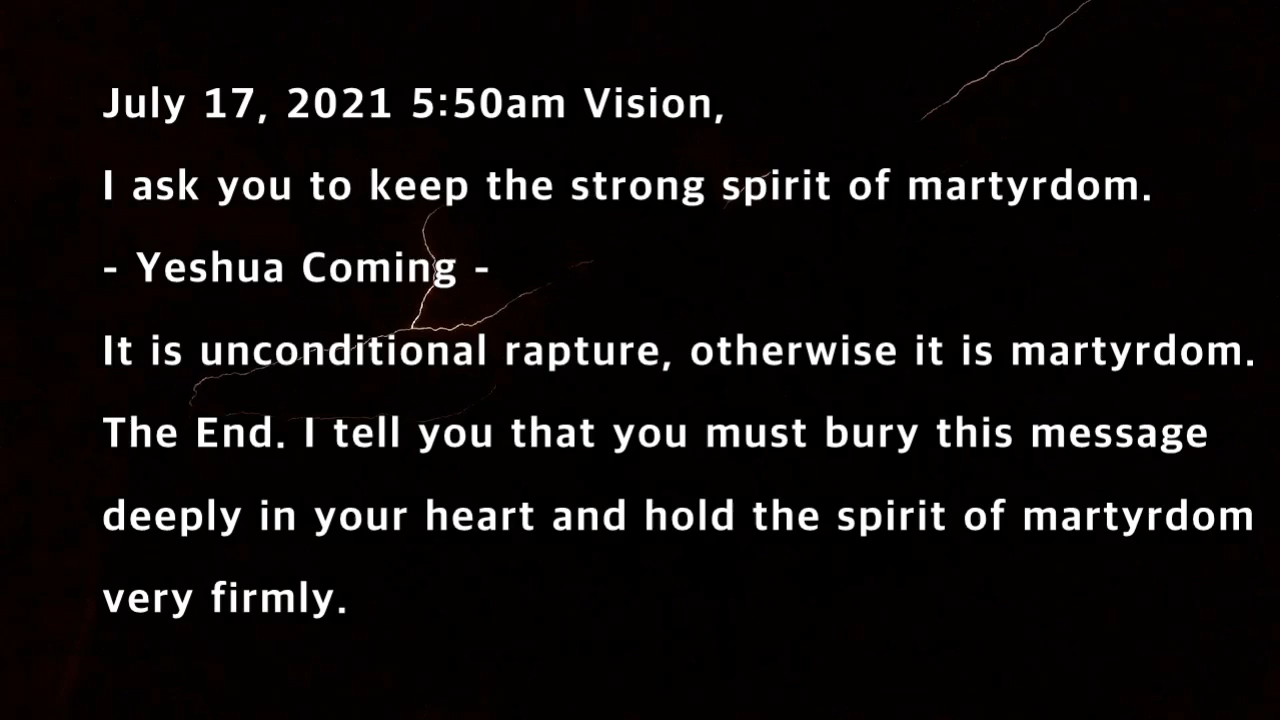 July 17, 2021 5:50am Vision,
I ask you to keep the strong spirit of martyrdom.
- Yeshua Coming -
It is unconditional rapture, otherwise it is martyrdom.
The End. I tell you that you must bury this message
deeply in your heart and hold the spirit of martyrdom
very firmly.